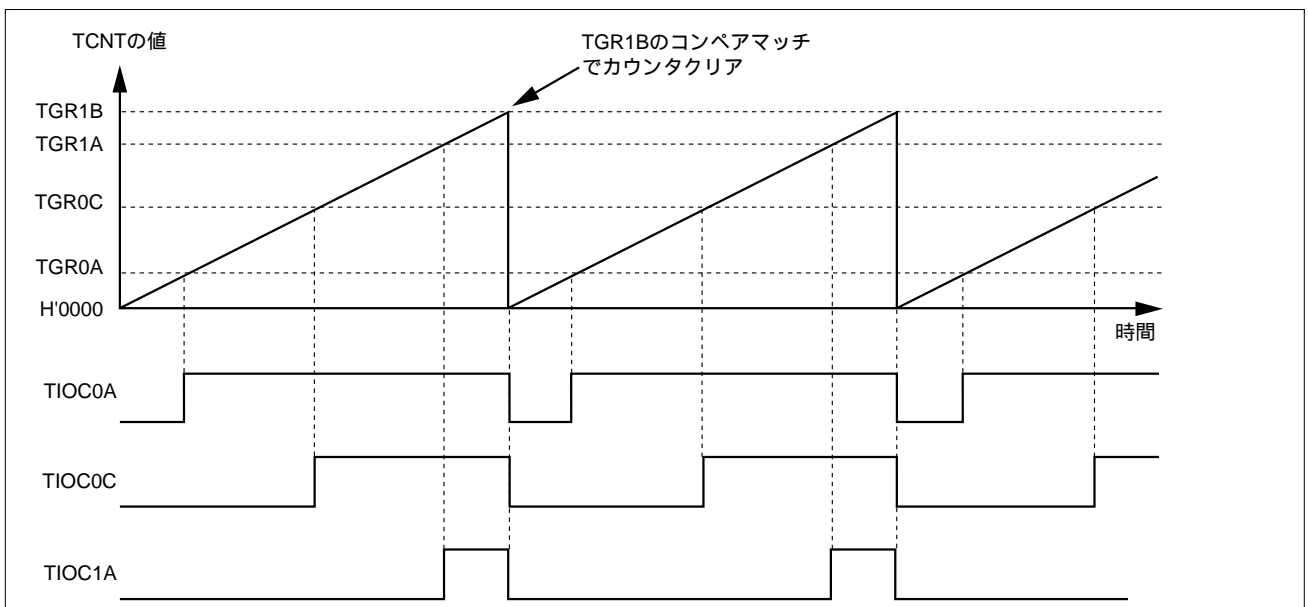 TCNTの値
TGR1Bのコンペアマッチ
でカウンタクリア
TGR1B
TGR1A
TGR0C
TGR0A
H'0000
時間
TIOC0A
TIOC0C
TIOC1A